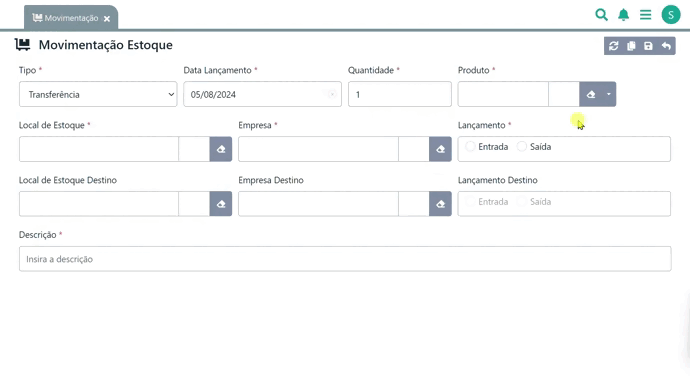 Movimentação
S
Movimentação Estoque
Tipo * Data Lançamento * Quantidade * Produto *
Transferência 05/08/2024 1
Local de Estoque * Empresa * Lançamento *
Entrada Saída
Local de Estoque Destino Empresa Destino Lançamento Destino
Entrada Saída
Descrição *
Insira a descrição